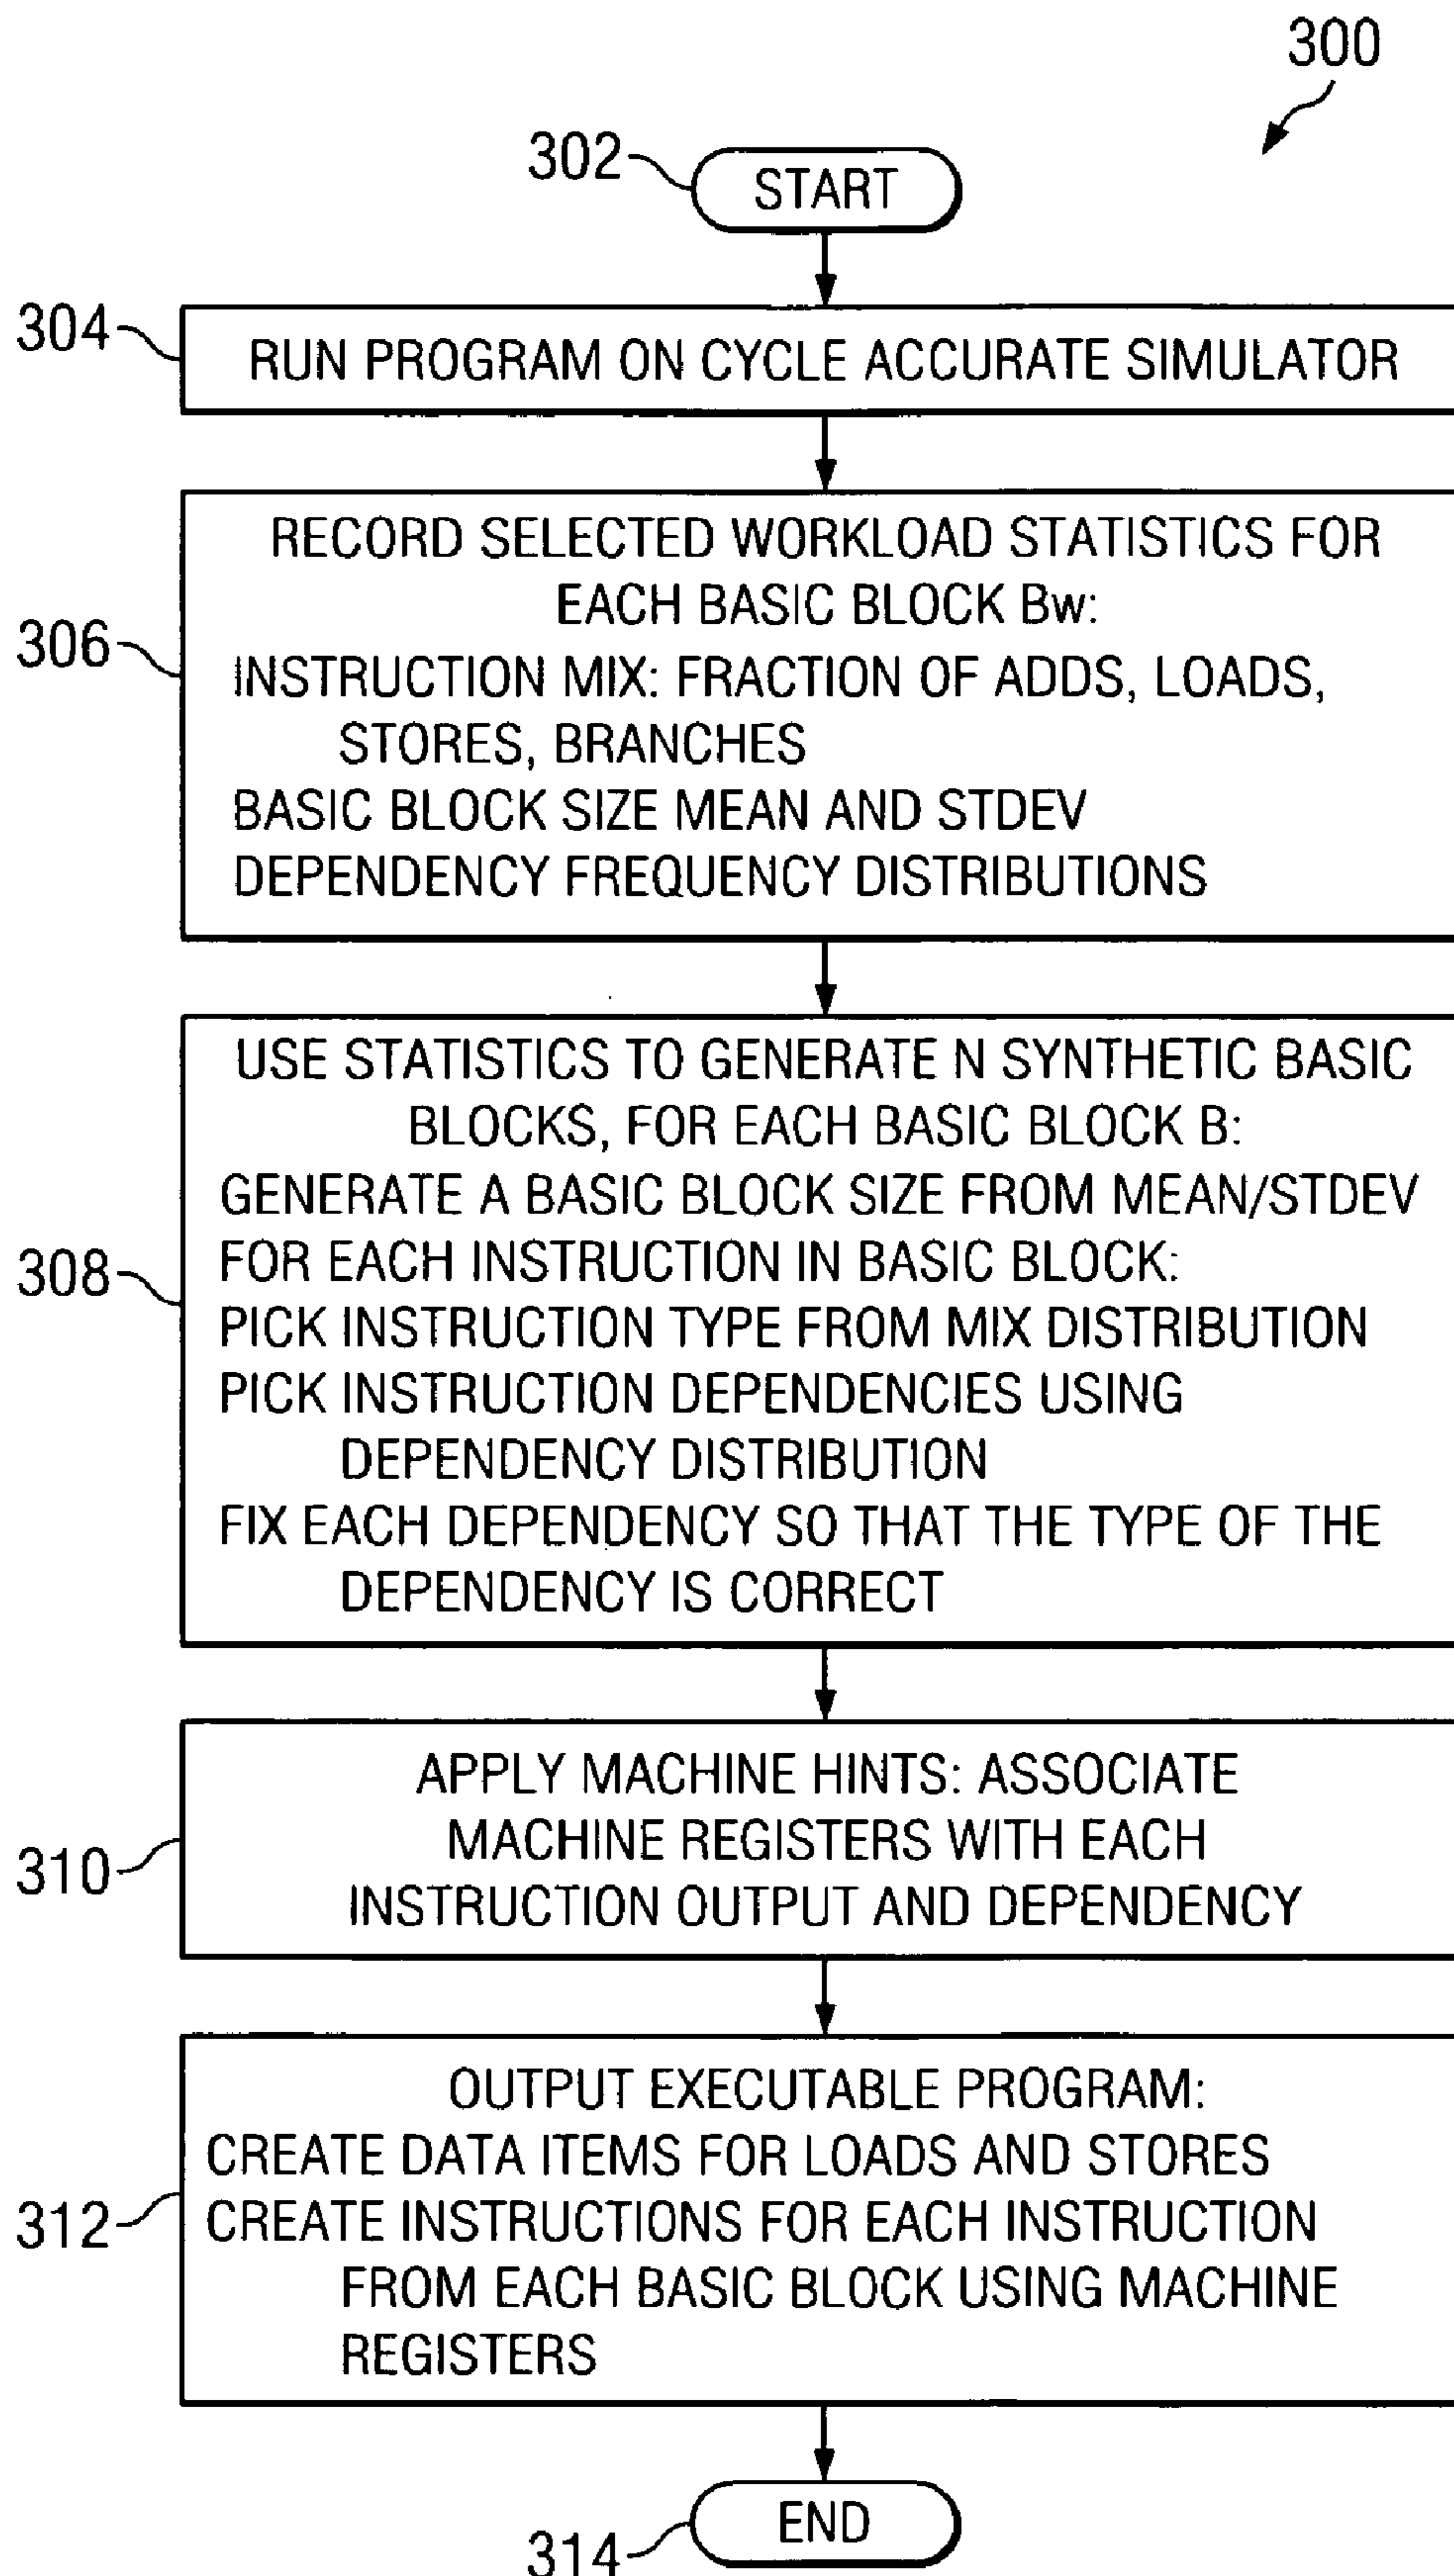 300
302
START
304
RUN PROGRAM ON CYCLE ACCURATE SIMULATOR
306
RECORD SELECTED WORKLOAD STATISTICS FOR
EACH BASIC BLOCK Bw:
INSTRUCTION MIX: FRACTION OF ADDS, LOADS,
STORES, BRANCHES
BASIC BLOCK SIZE MEAN AND STDEV
DEPENDENCY FREQUENCY DISTRIBUTIONS
308
USE STATISTICS TO GENERATE N SYNTHETIC BASIC
BLOCKS, FOR EACH BASIC BLOCK B:
GENERATE A BASIC BLOCK SIZE FROM MEAN/STDEV
FOR EACH INSTRUCTION IN BASIC BLOCK:
PICK INSTRUCTION TYPE FROM MIX DISTRIBUTION
PICK INSTRUCTION DEPENDENCIES USING
DEPENDENCY DISTRIBUTION
FIX EACH DEPENDENCY SO THAT THE TYPE OF THE
DEPENDENCY IS CORRECT
310
APPLY MACHINE HINTS: ASSOCIATE
MACHINE REGISTERS WITH EACH
INSTRUCTION OUTPUT AND DEPENDENCY
312
OUTPUT EXECUTABLE PROGRAM:
CREATE DATA ITEMS FOR LOADS AND STORES
CREATE INSTRUCTIONS FOR EACH INSTRUCTION
FROM EACH BASIC BLOCK USING MACHINE
REGISTERS
END
314